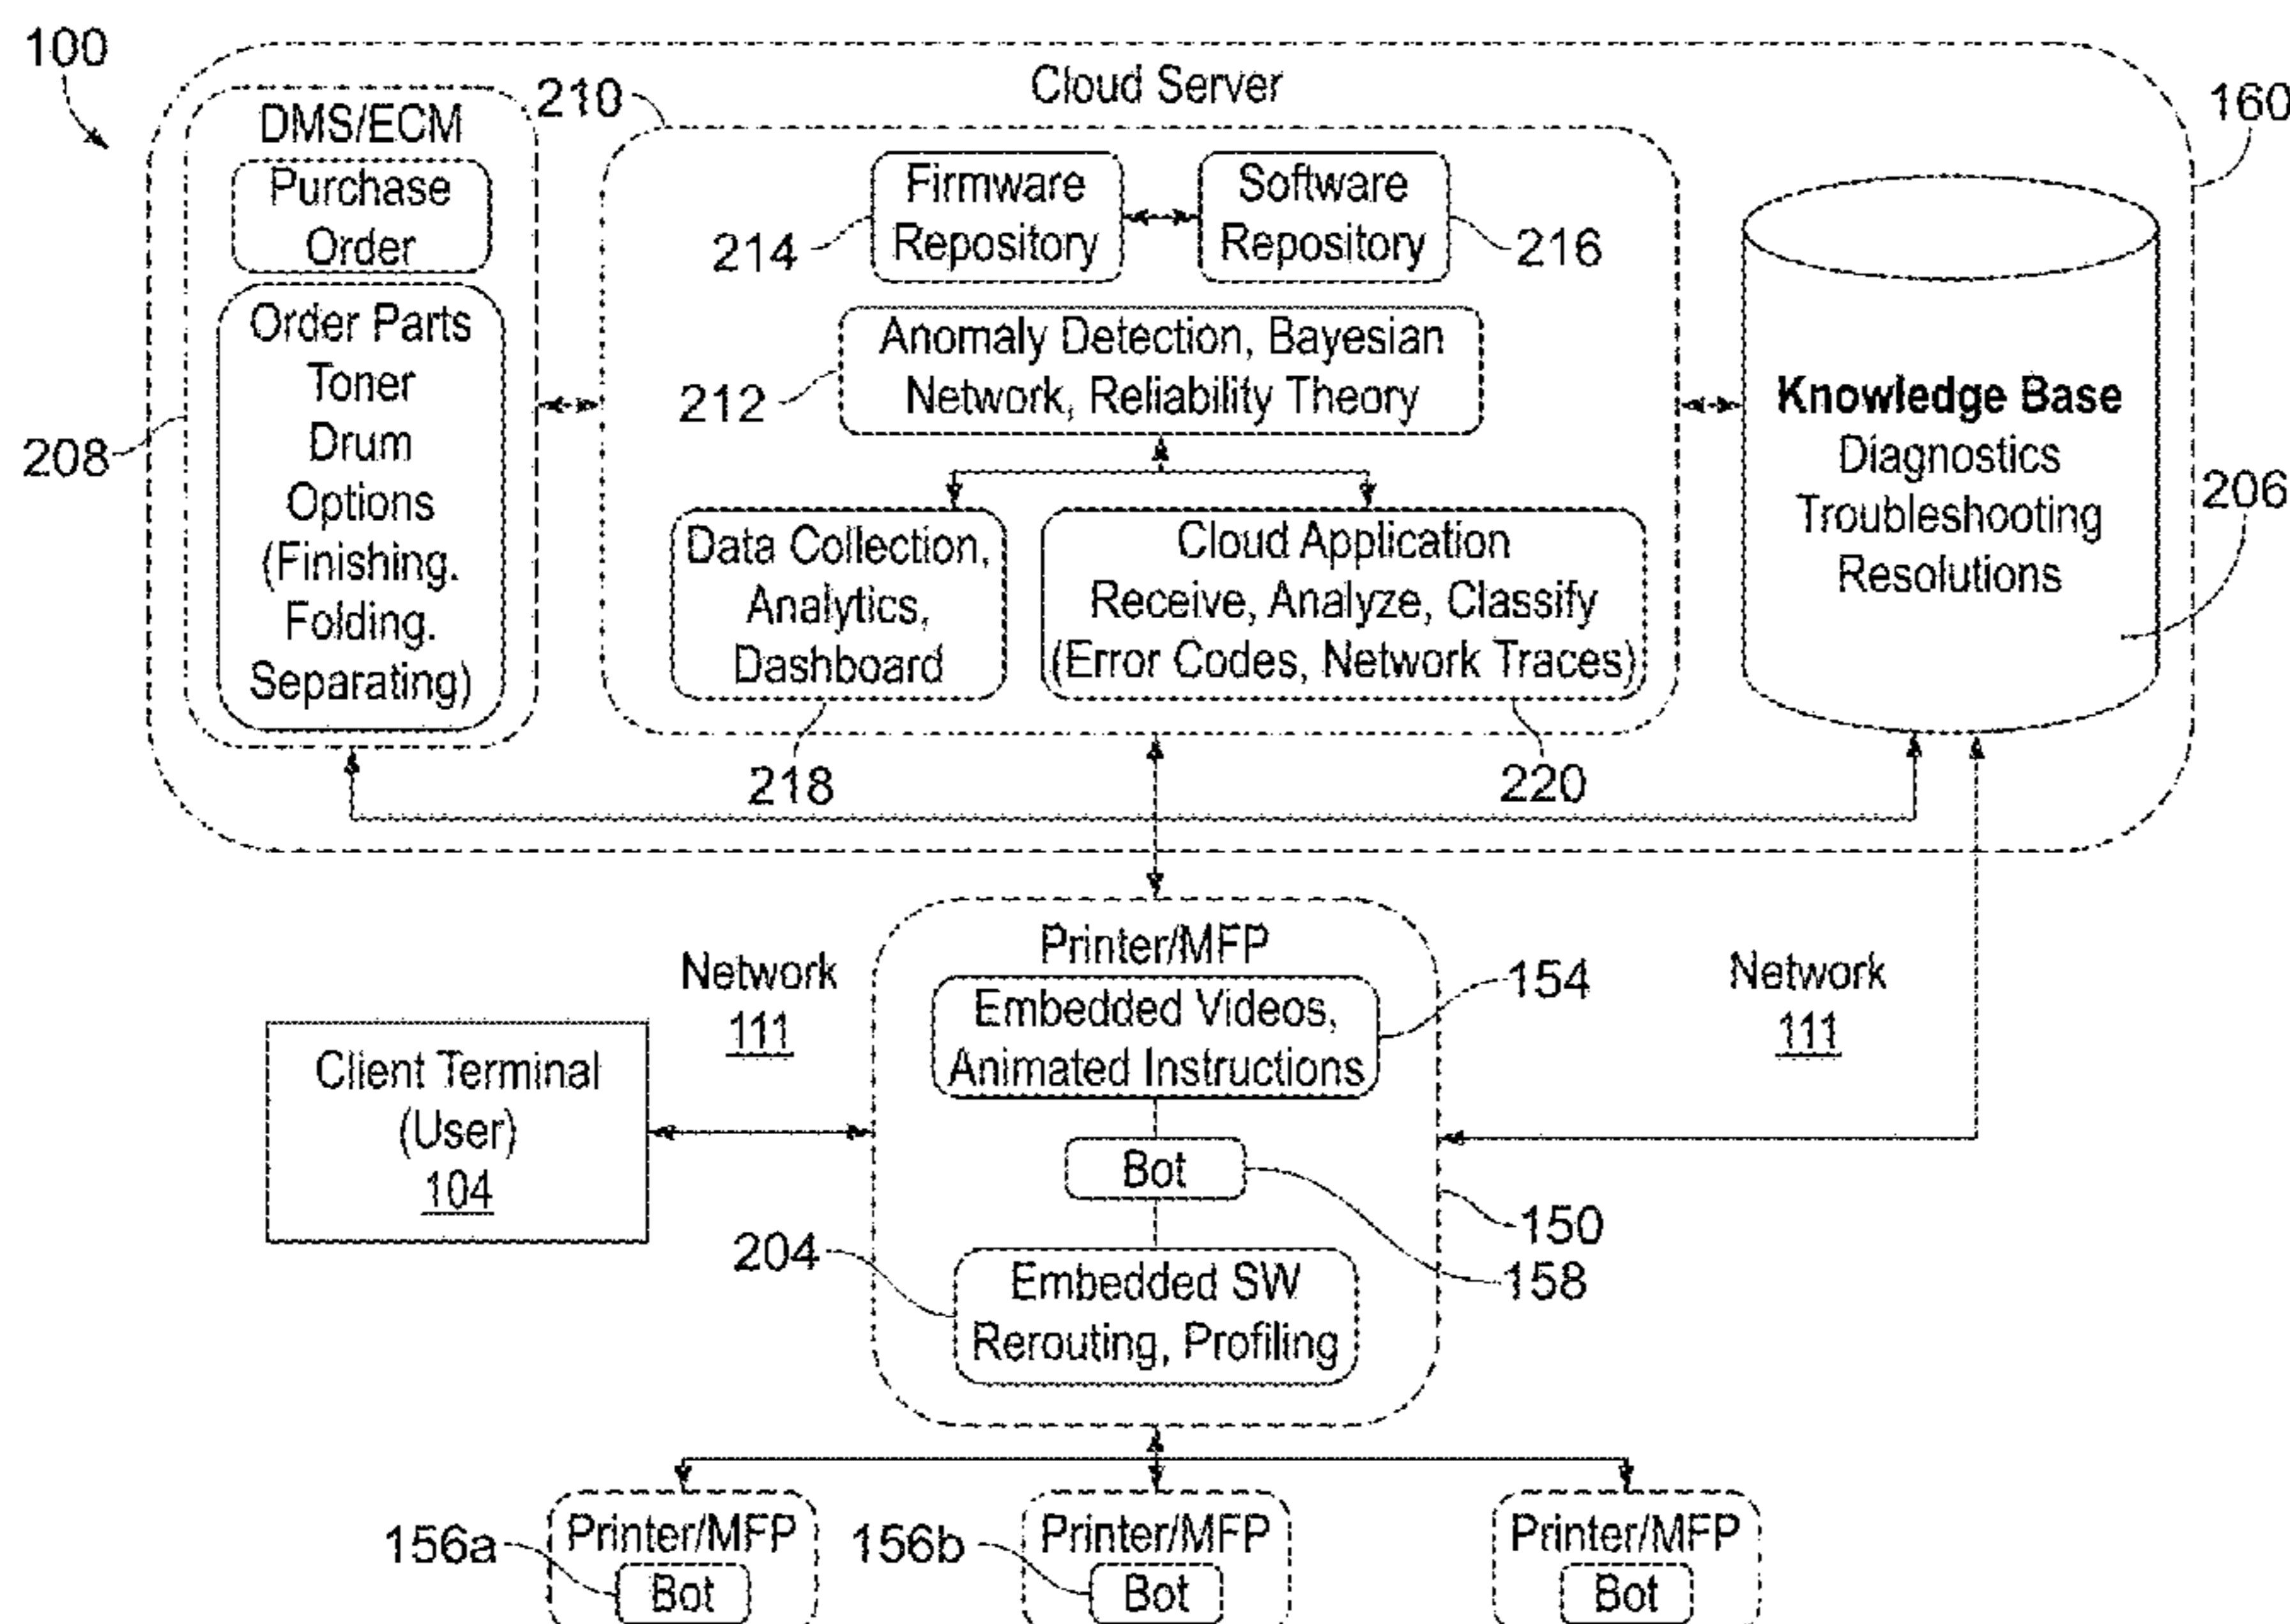 100
Cloud Server
160
210
DMS/ECM
Purchase
Order
Order Parts
Toner
Drum
Options
(Finishing.
Folding.
Separating)
208
Firmware
Repository
214
Software
Repository
216
Anomaly Detection, Bayesian
Network, Reliability Theory
212
Data Collection,
Analytics,
Dashboard
218
Cloud Application
Receive, Analyze, Classify
(Error Codes, Network Traces)
220
Knowledge Base
Diagnostics
Troubleshooting
Resolutions
206
Network
111
Client Terminal
(User)
104
Printer/MFP
Embedded Videos,
Animated Instructions
154
Bot
158
Embedded SW
Rerouting, Profiling
204
150
Network
111
Printer/MFP
Bot
156a
Printer/MFP
Bot
156b
Printer/MFP
Bot